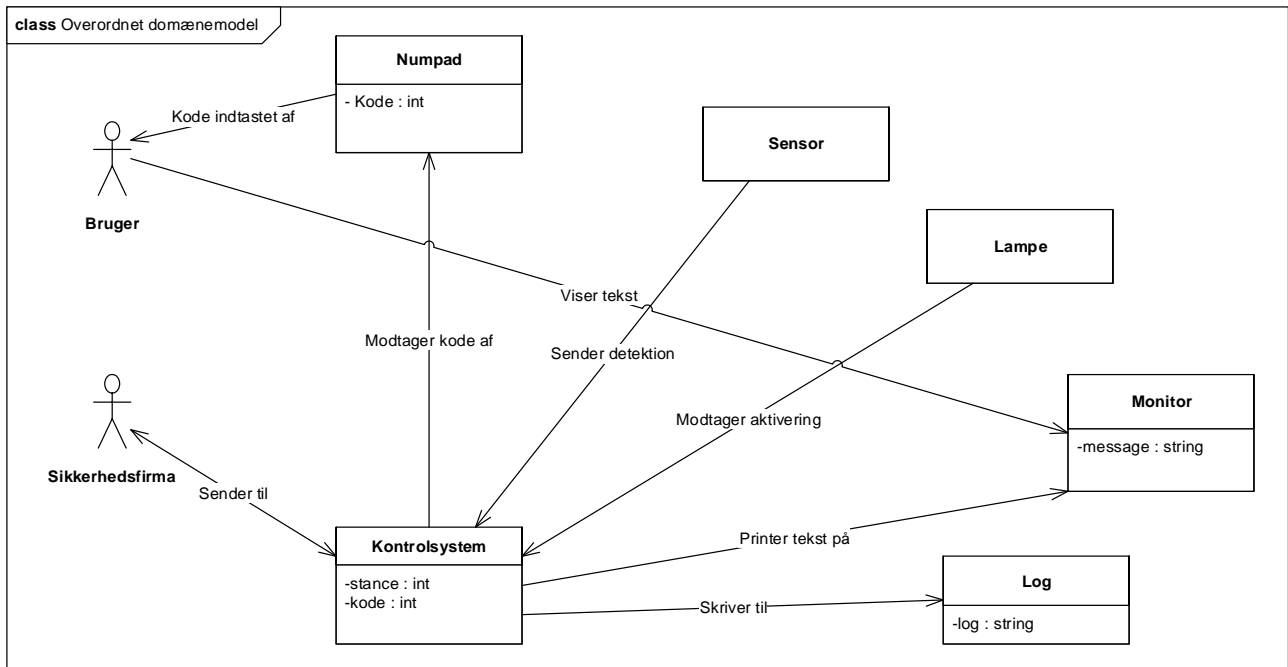 class Overordnet domænemodel
Numpad
- Kode : int
Kode indtastet af
Sensor
Bruger
Lampe
Viser tekst
Modtager kode af
Sender detektion
Monitor
-message : string
Modtager aktivering
Sikkerhedsfirma
Sender til
Kontrolsystem
-stance : int
-kode : int
Printer tekst på
Skriver til
Log
-log : string